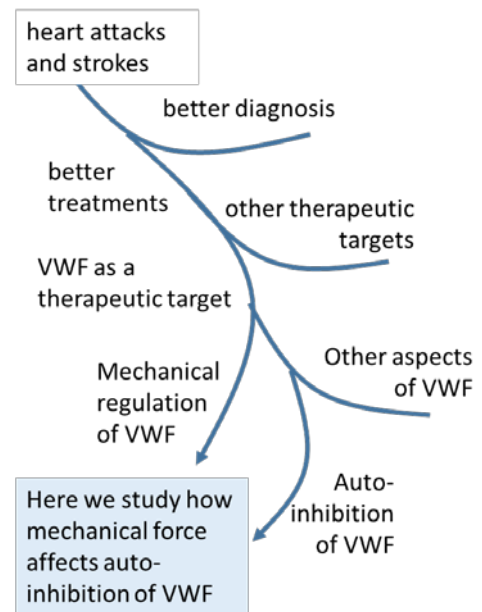 heart attacks
and strokes
better diagnosis
better
treatments
other therapeutic
targets
VWF as a
therapeutic target
Other aspects
of VWF
Mechanical
regulation
of VWF
Auto-
inhibition
of VWF
Here we study how
mechanical force
affects auto-
inhibition of VWF